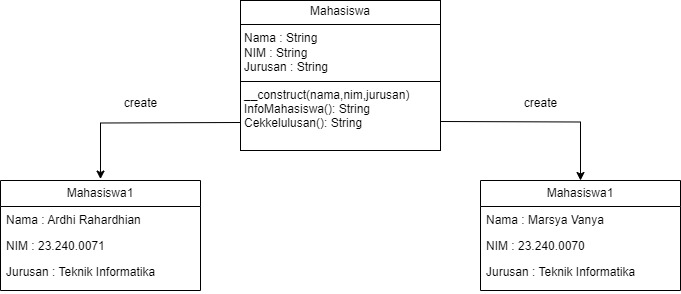 Mahasiswa
Nama : String
NIM : String
Jurusan : String
__construct(nama,nim,jurusan)
InfoMahasiswa(): String
Cekkelulusan(): String
create
create
Mahasiswa1
Nama : Ardhi Rahardhian
NIM : 23.240.0071
Jurusan : Teknik Informatika
Mahasiswa1
Nama : Marsya Vanya
NIM : 23.240.0070
Jurusan : Teknik Informatika